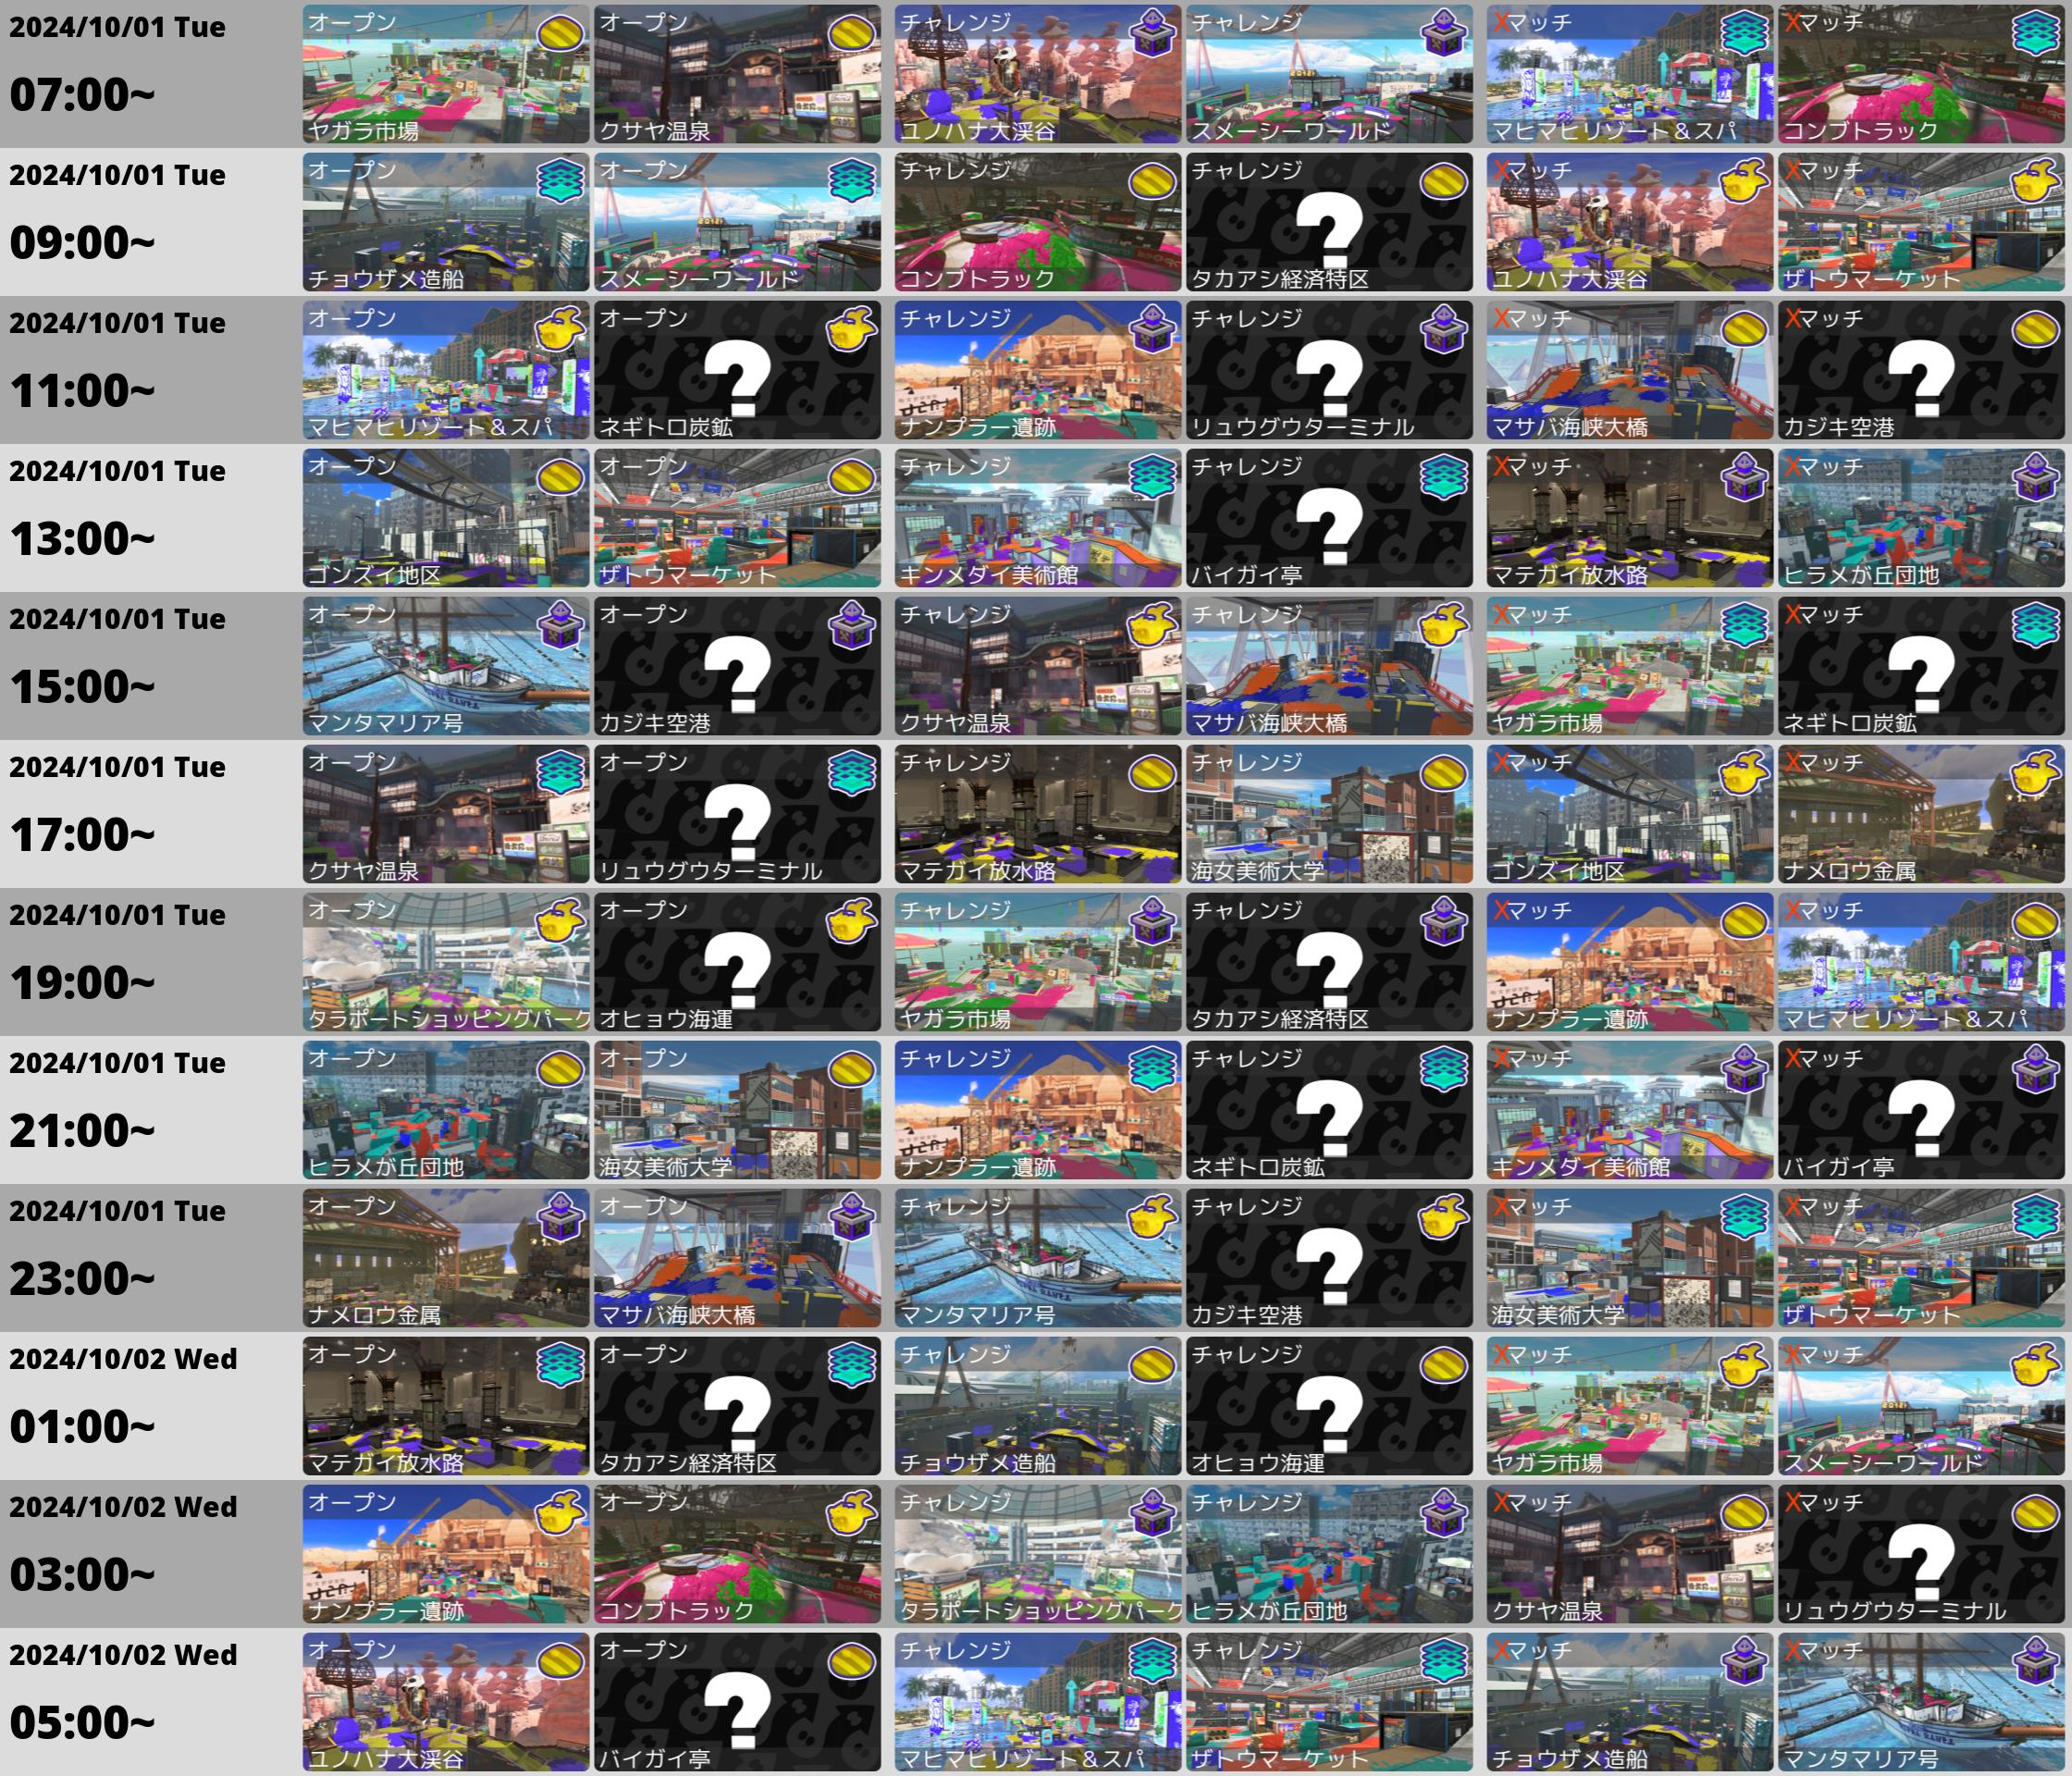 2024/10/01 Tue
07:00~
オープン
ヤガラ市場
オープン
クサヤ温泉
チャレンジ
ユノハナ大渓谷
チャレンジ
スメーシーワールド
Xマッチ
マヒマヒリゾート＆スパ
Xマッチ
コンブトラック
2024/10/01 Tue
09:00~
オープン
チョウザメ造船
オープン
スメーシーワールド
チャレンジ
コンブトラック
チャレンジ
?
タカアシ経済特区
Xマッチ
ユノハナ大渓谷
Xマッチ
ザトウマーケット
2024/10/01 Tue
11:00~
オープン
マヒマヒリゾート＆スパ
オープン
?
ネギトロ炭鉱
チャレンジ
ナンプラー遺跡
チャレンジ
?
リュウグウターミナル
Xマッチ
マサバ海峡大橋
Xマッチ
?
カジキ空港
2024/10/01 Tue
13:00~
オープン
ゴンズイ地区
オープン
ザトウマーケット
チャレンジ
キンメダイ美術館
チャレンジ
?
バイガイ亭
Xマッチ
マテガイ放水路
Xマッチ
ヒラメが丘団地
2024/10/01 Tue
15:00~
オープン
マンタマリア号
オープン
?
カジキ空港
チャレンジ
クサヤ温泉
チャレンジ
マサバ海峡大橋
Xマッチ
ヤガラ市場
Xマッチ
?
ネギトロ炭鉱
2024/10/01 Tue
17:00~
オープン
クサヤ温泉
オープン
?
リュウグウターミナル
チャレンジ
マテガイ放水路
チャレンジ
海女美術大学
Xマッチ
ゴンズイ地区
Xマッチ
ナメロウ金属
2024/10/01 Tue
19:00~
オープン
タラポートショッピングパーク
オープン
?
オヒョウ海運
チャレンジ
ヤガラ市場
チャレンジ
?
タカアシ経済特区
Xマッチ
ナンプラー遺跡
Xマッチ
マヒマヒリゾート＆スパ
2024/10/01 Tue
21:00~
オープン
ヒラメが丘団地
オープン
海女美術大学
チャレンジ
ナンプラー遺跡
チャレンジ
?
ネギトロ炭鉱
Xマッチ
キンメダイ美術館
Xマッチ
?
バイガイ亭
2024/10/01 Tue
23:00~
オープン
ナメロウ金属
オープン
マサバ海峡大橋
チャレンジ
マンタマリア号
チャレンジ
?
カジキ空港
Xマッチ
海女美術大学
Xマッチ
ザトウマーケット
2024/10/02 Wed
01:00~
オープン
マテガイ放水路
オープン
?
タカアシ経済特区
チャレンジ
チョウザメ造船
チャレンジ
?
オヒョウ海運
Xマッチ
ヤガラ市場
Xマッチ
スメーシーワールド
2024/10/02 Wed
03:00~
オープン
ナンプラー遺跡
オープン
コンブトラック
チャレンジ
タラポートショッピングパーク
チャレンジ
ヒラメが丘団地
Xマッチ
クサヤ温泉
Xマッチ
?
リュウグウターミナル
2024/10/02 Wed
05:00~
オープン
ユノハナ大渓谷
オープン
?
バイガイ亭
チャレンジ
マヒマヒリゾート＆スパ
チャレンジ
ザトウマーケット
Xマッチ
チョウザメ造船
Xマッチ
マンタマリア号